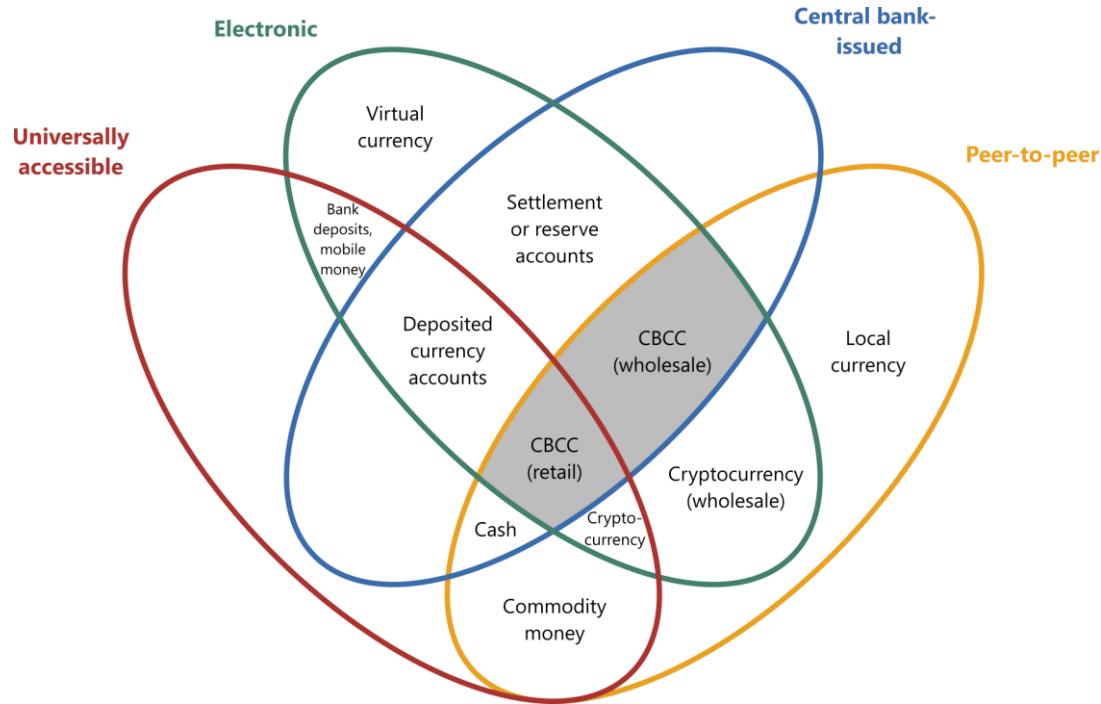 Electronic
Central bank-
issued
Universally
accessible
Peer-to-peer
Virtual
currency
Bank
deposits,
mobile
money
Settlement
or reserve
accounts
Deposited
currency
accounts
CBCC
(wholesale)
Local
currency
CBCC
(retail)
Cryptocurrency
(wholesale)
Cash
Crypto-
currency
Commodity
money